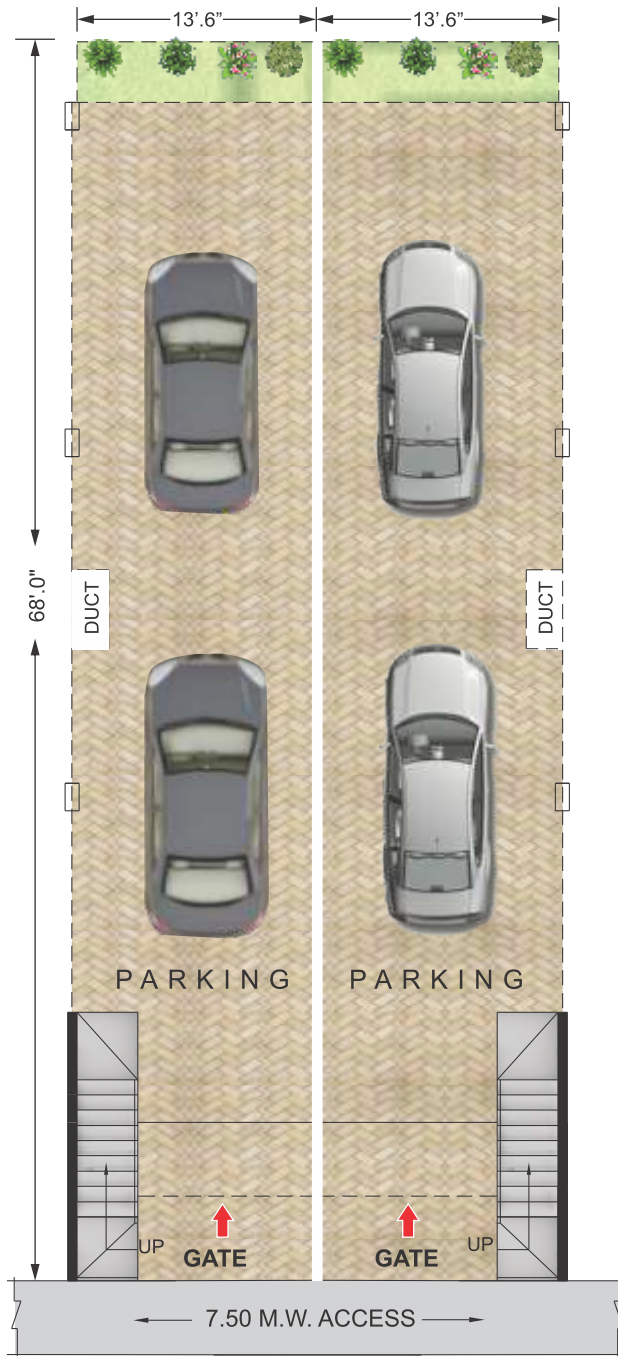 13'.6" 13'.6"
68'.0"
DUCT DUCT
PARKING PARKING
UP UP
GATE GATE
7.50 M.W. ACCESS